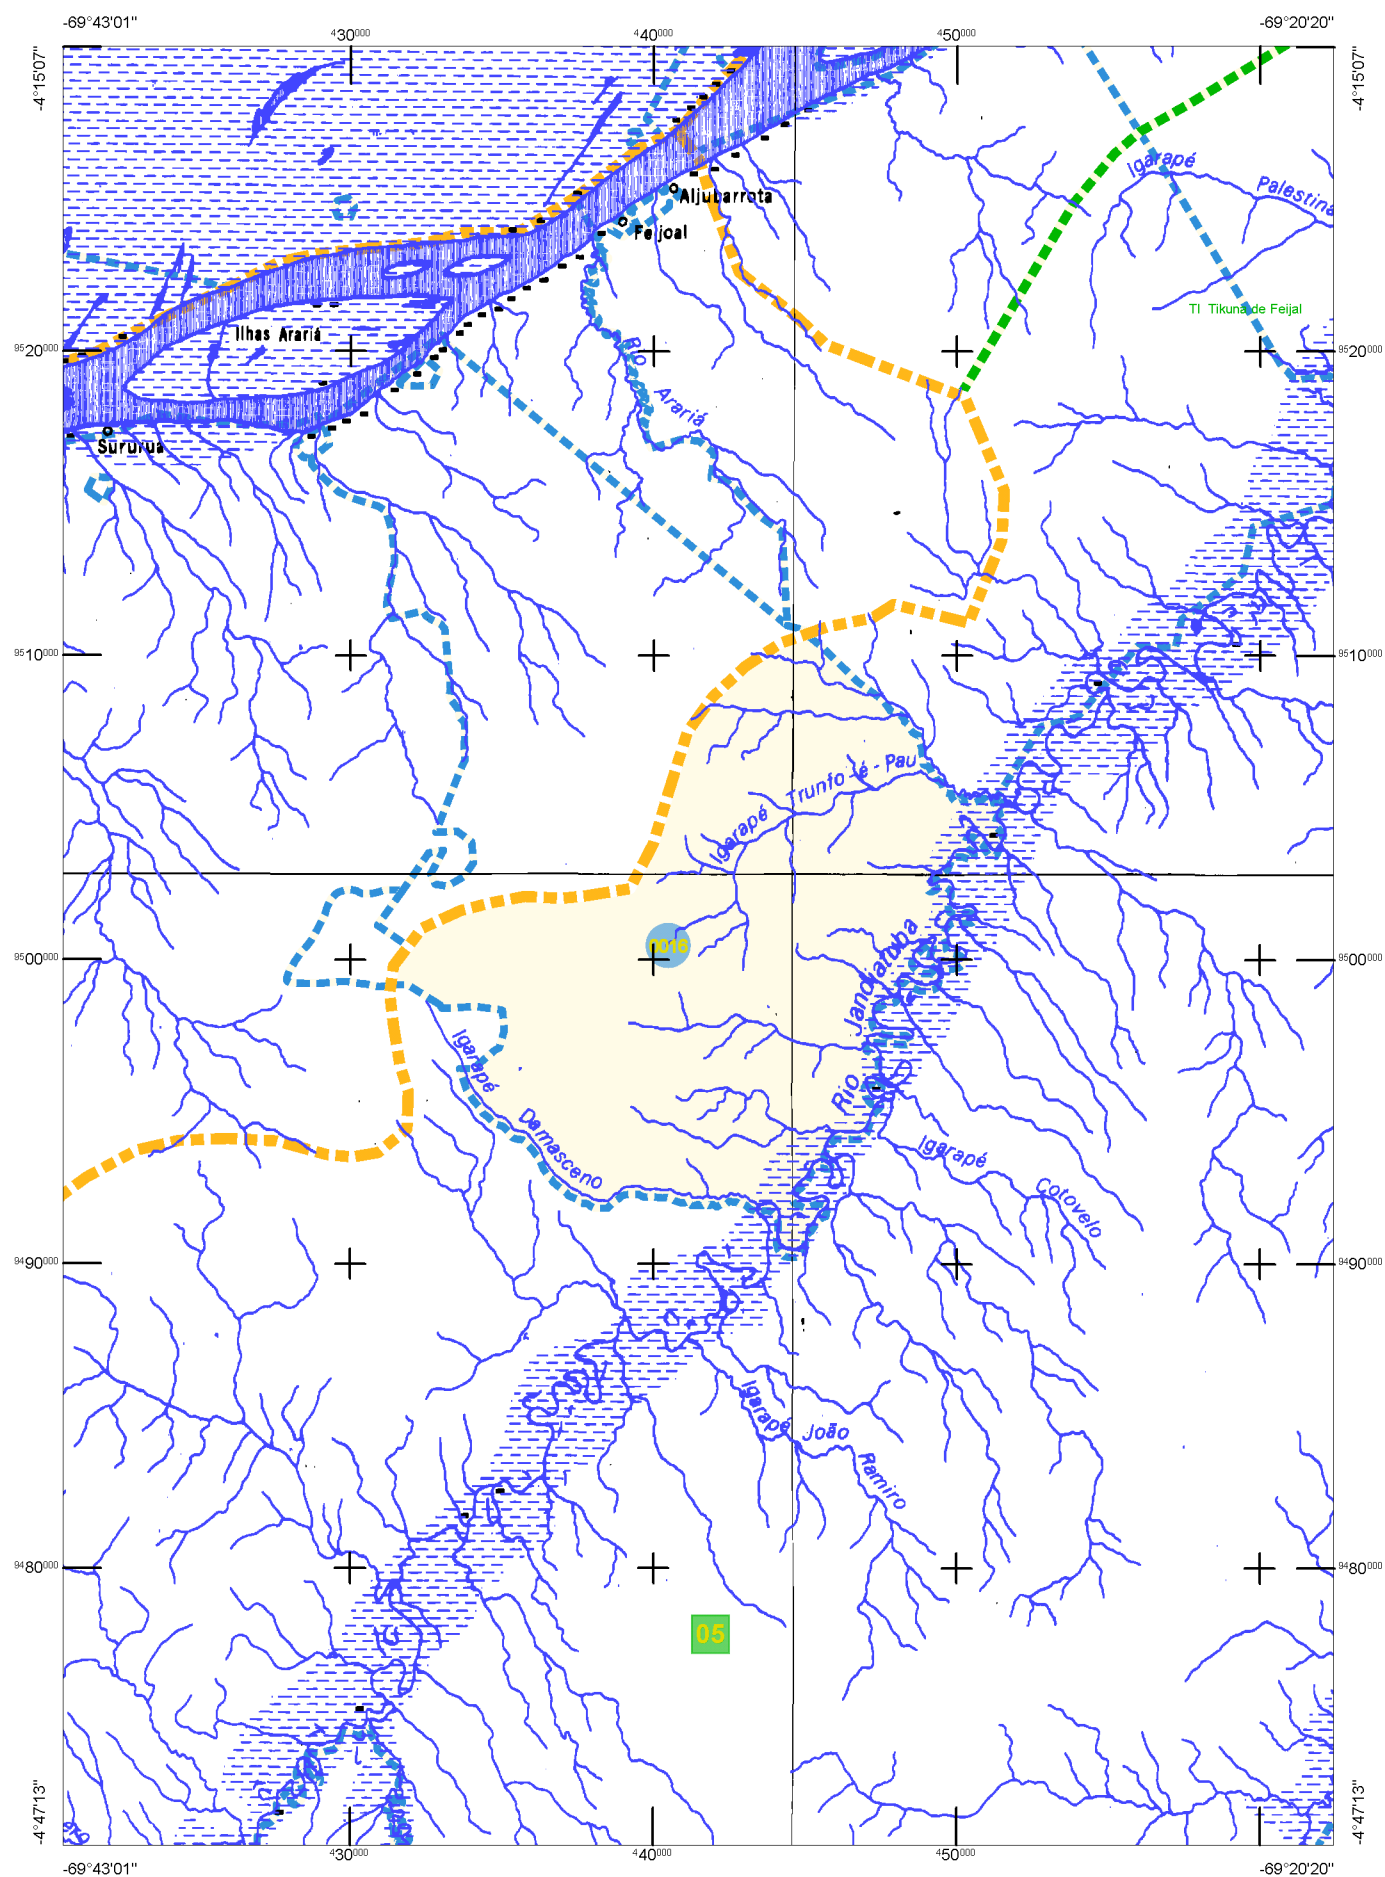 -69°43'01"
-69°20'20"
430000
440000
450000
-4°15'07"
-4°15'07"
Igarapé
Palestina
Aljubarrota
Feijoal
TI Tikuna de Feijal
Ilhas Arariá
9520000
9520000
Rio
Arariá
Sururuá
9510000
9510000
Igarapé Trunfo-é-Pau
0016
9500000
9500000
Rio Jandiatuba
Igarapé
Damasceno
Igarapé
Cotovelo
9490000
9490000
Igarapé João
Ramiro
9480000
9480000
05
-4°47'13"
-4°47'13"
430000
440000
450000
-69°43'01"
-69°20'20"